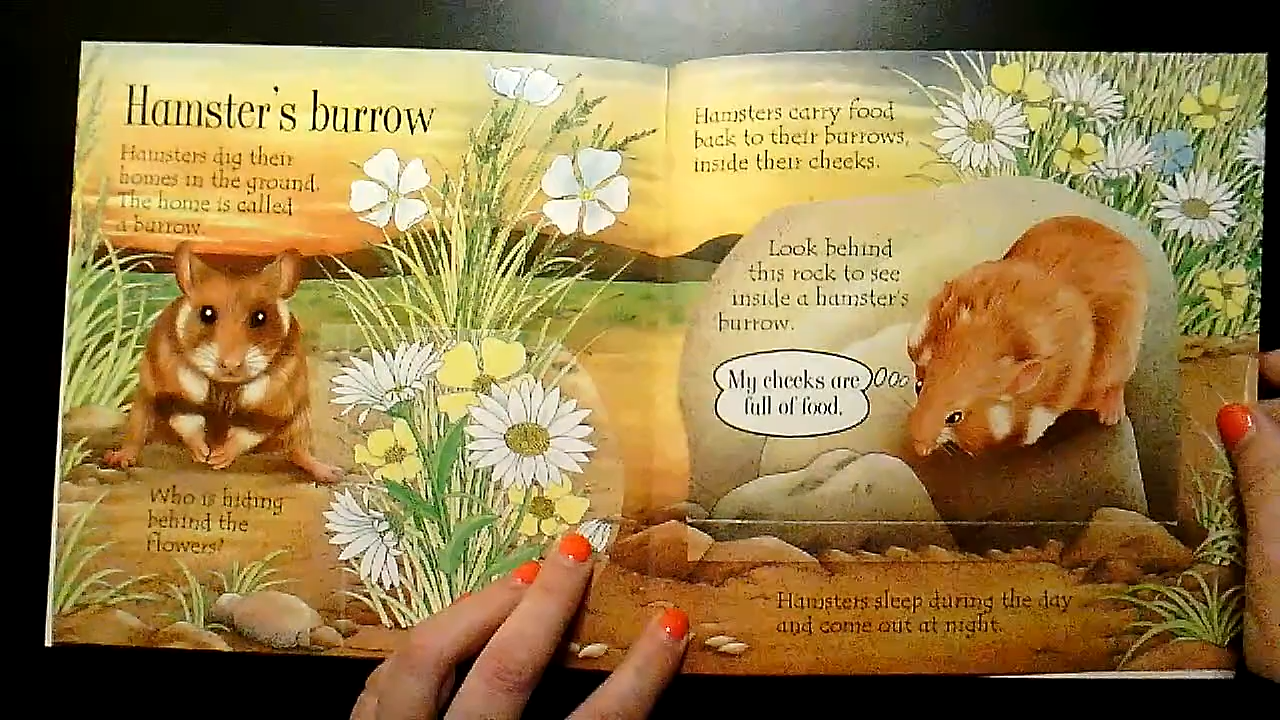 Hamster's burrow
Hamsters dig their
homes in the ground.
The home is called
a burrow.
Who is hiding
behind the
flowers?
Hamsters carry food
back to their burrows,
inside their cheeks.
Look behind
this rock to see
inside a hamster's
burrow.
My cheeks are
full of food.
Hamsters sleep during the day
and come out at night.